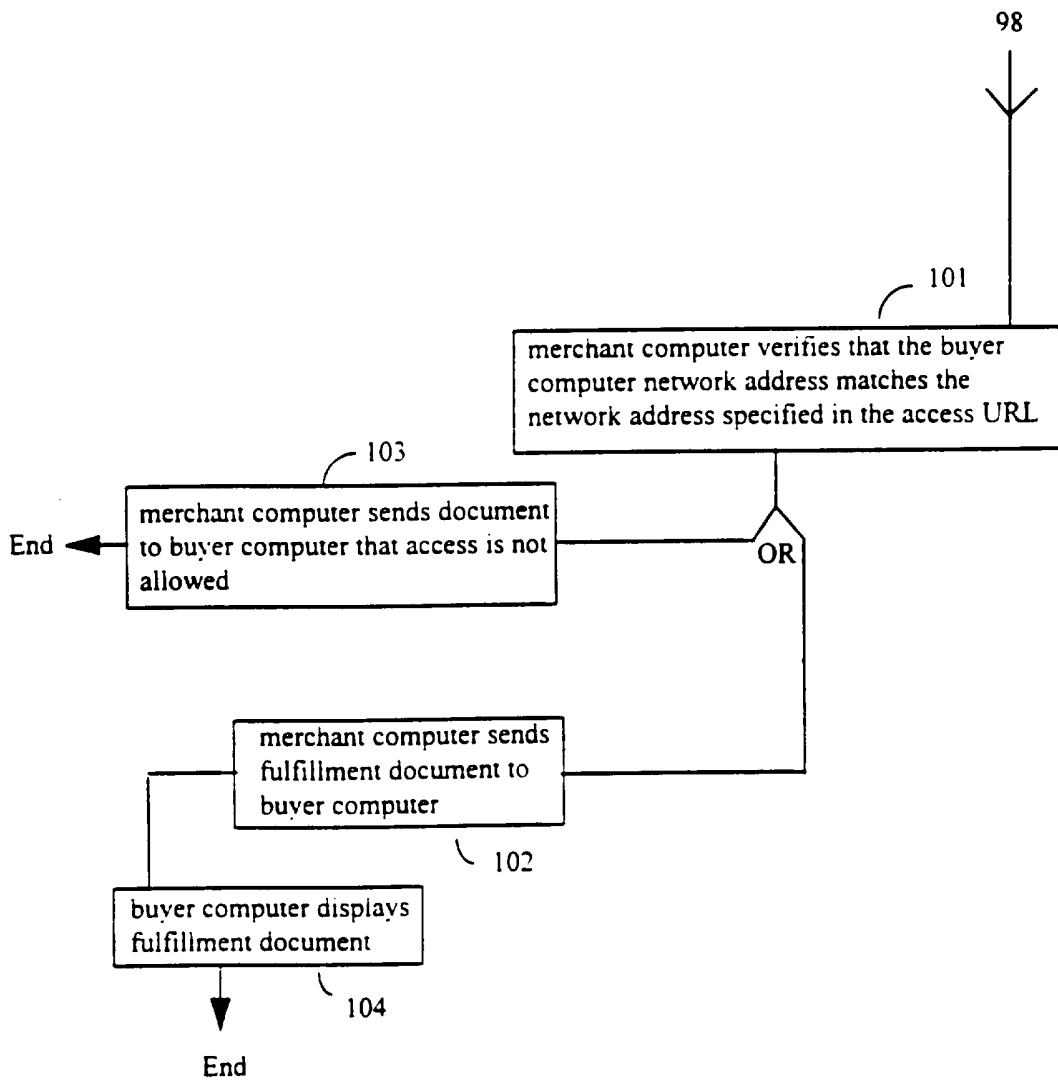 98
101
merchant computer verifies that the buyer
computer network address matches the
network address specified in the access URL
103
merchant computer sends document
to buyer computer that access is not
allowed
End
OR
merchant computer sends
fulfillment document to
buyer computer
102
buyer computer displays
fulfillment document
104
End